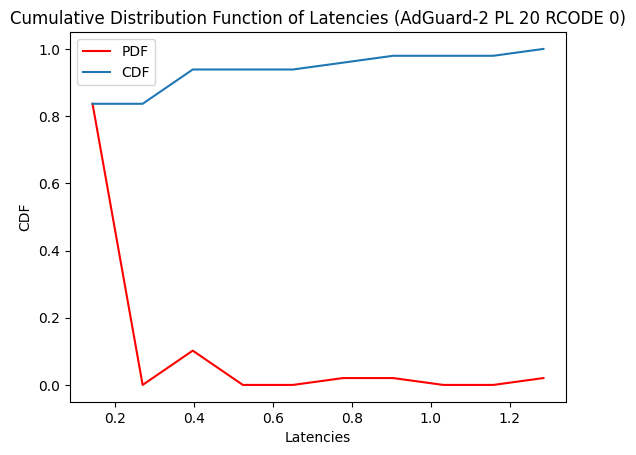 Cumulative Distribution Function of Latencies (AdGuard-2 PL 20 RCODE 0)
PDF
CDF
1.0
0.8
0.6
0.4
0.2
0.0
CDF
0.2 0.4 0.6 0.8 1.0 1.2
Latencies